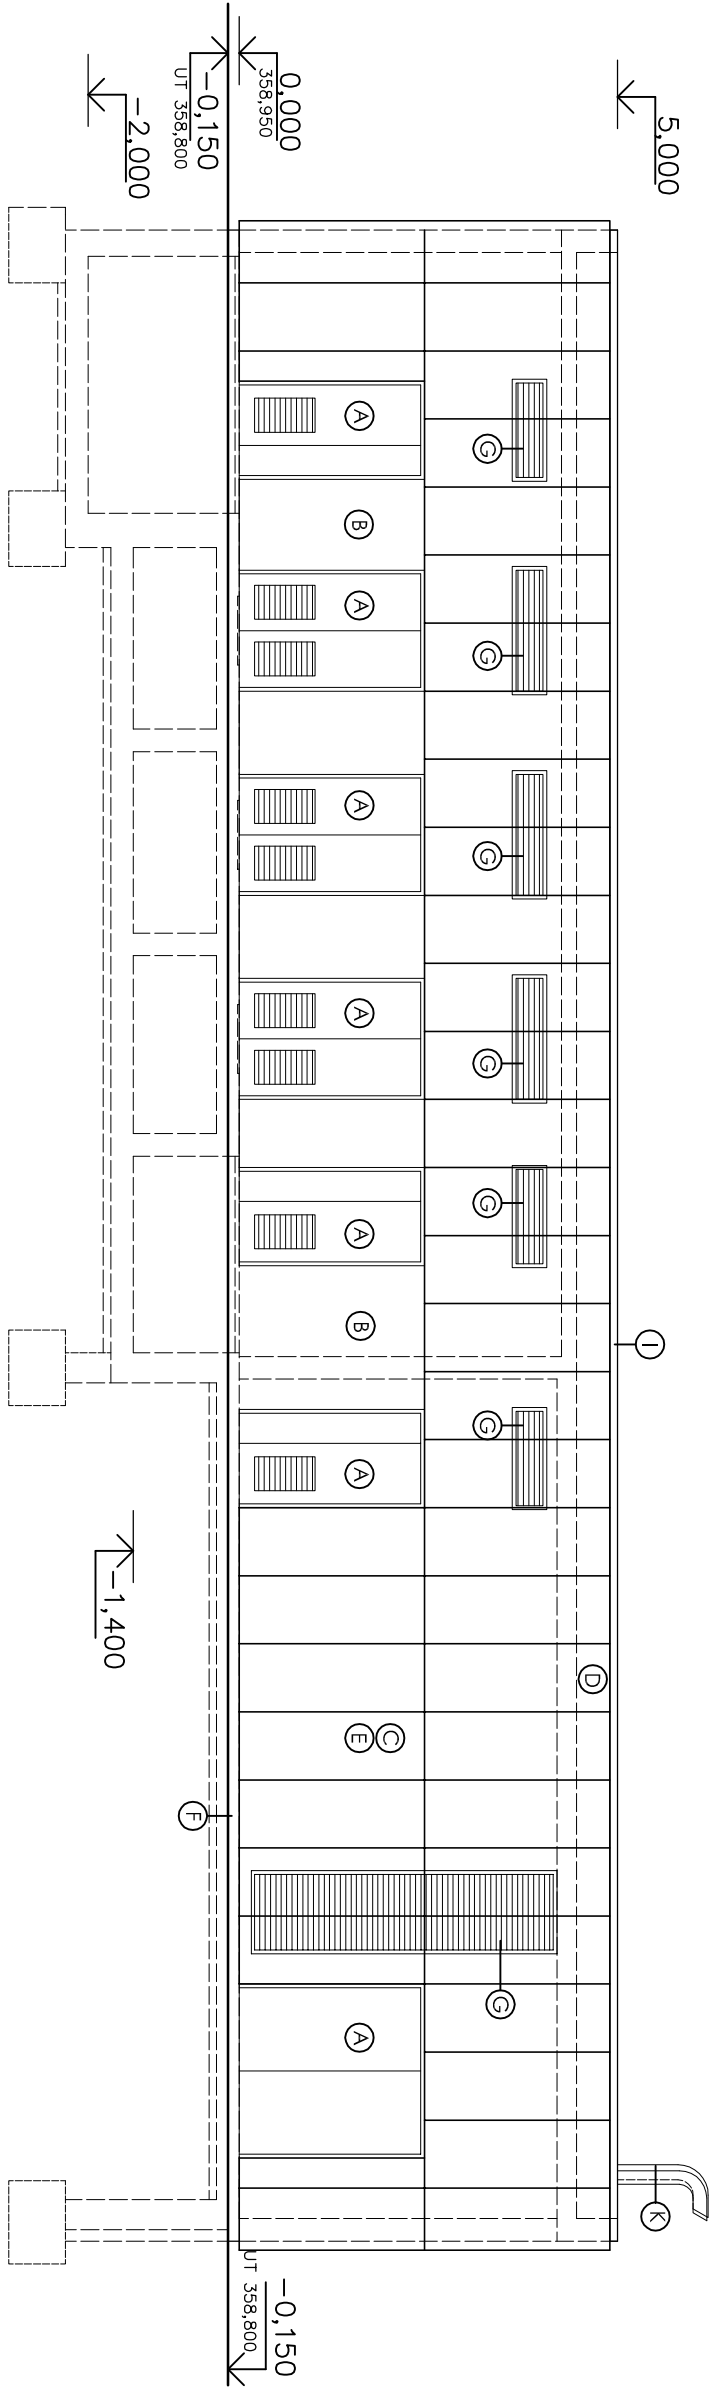 5,000
K
I
D
G G G G G G G
C
A B A A A A B A E A
0,000
358,950
-0,150
UT 358,800
-0,150
UT 358,800
F
-2,000
-1,400